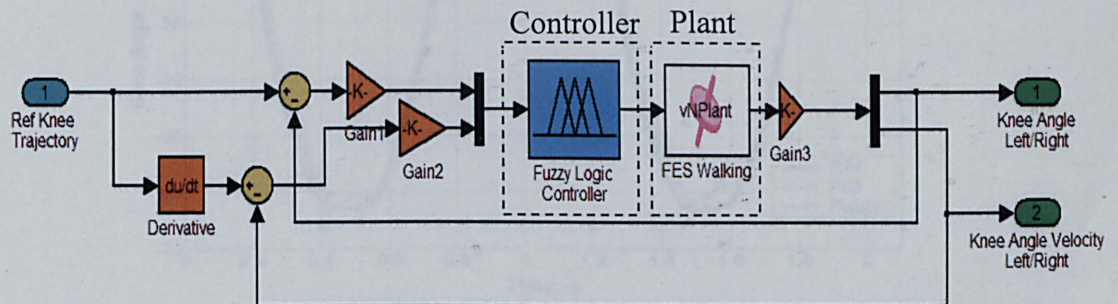 Controller
Plant
1
Ref Knee
Trajectory
+
-
-K-
Gain1
-K-
Gain2
Fuzzy Logic
Controller
vNPlant
FES Walking
K-
Gain3
1
Knee Angle
Left/Right
du/dt
Derivative
+
-
2
Knee Angle Velocity
Left/Right